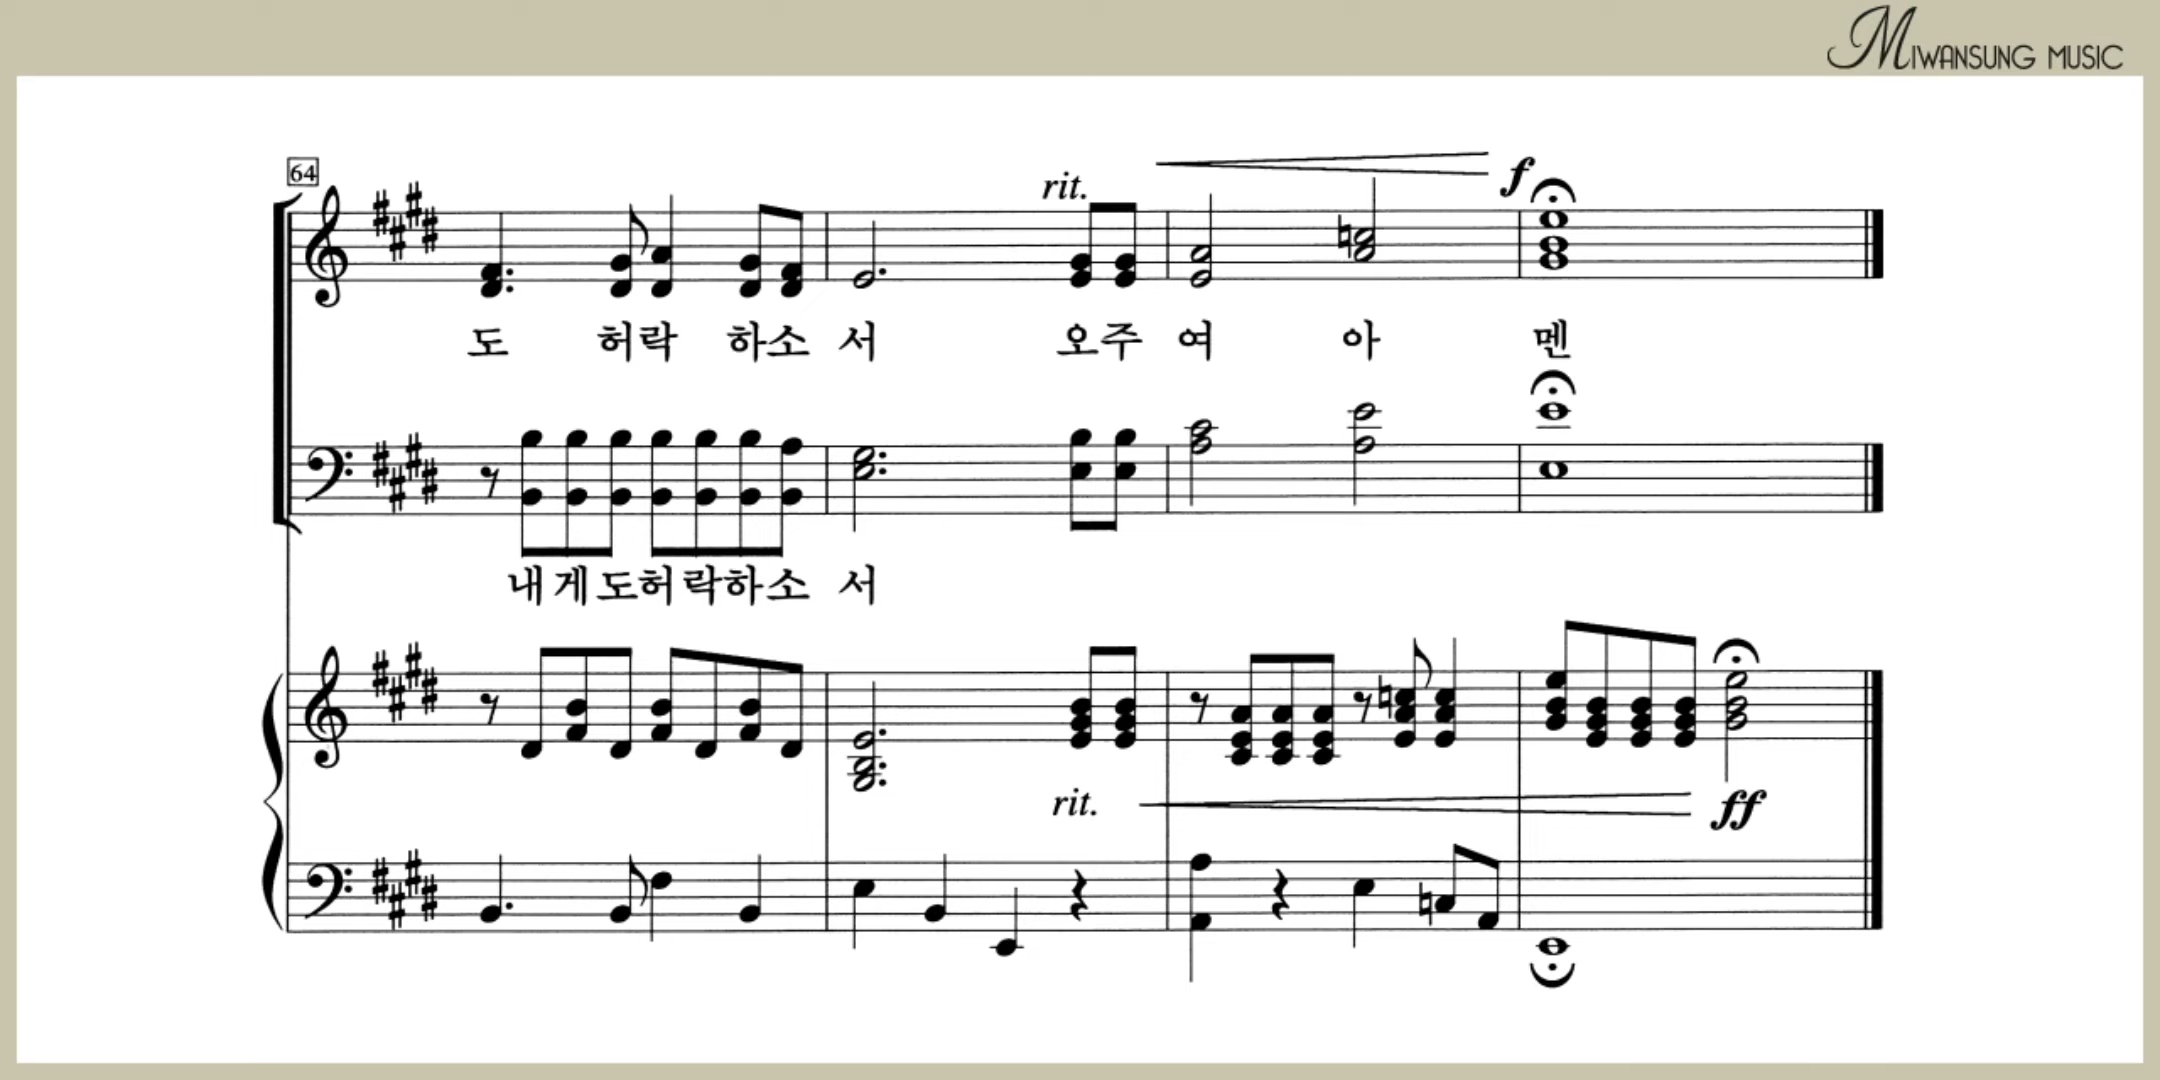 MIWANSUNG MUSIC
64
rit.
f
도 허락 하소 서 오주 여 아 멘
내게도허락하소 서
rit.
ff